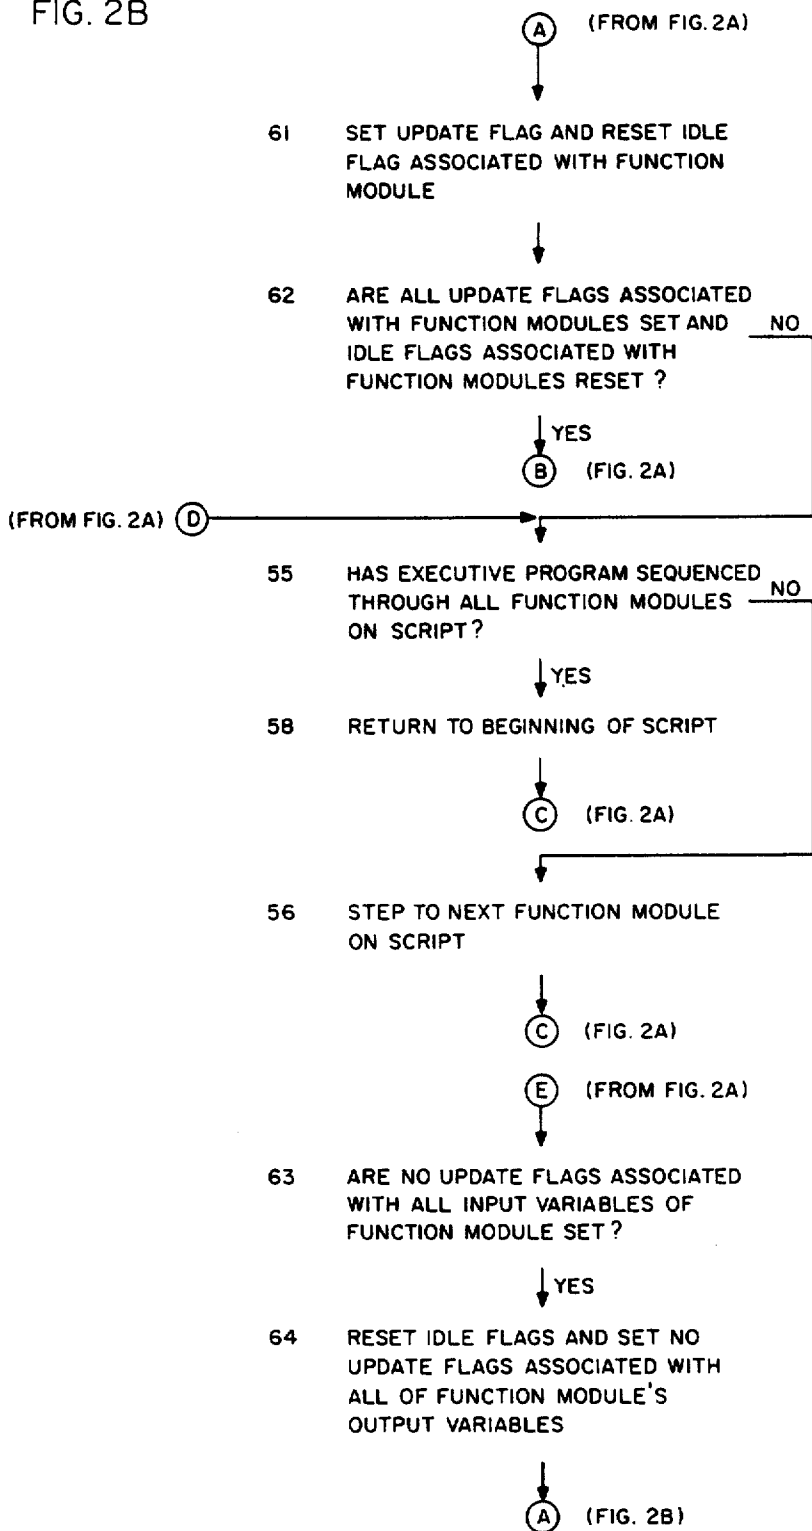 FIG. 2B
A (FROM FIG. 2A)
61 SET UPDATE FLAG AND RESET IDLE
FLAG ASSOCIATED WITH FUNCTION
MODULE
62 ARE ALL UPDATE FLAGS ASSOCIATED
WITH FUNCTION MODULES SET AND NO
IDLE FLAGS ASSOCIATED WITH
FUNCTION MODULES RESET ?
YES
B (FIG. 2A)
(FROM FIG. 2A) D
55 HAS EXECUTIVE PROGRAM SEQUENCED
THROUGH ALL FUNCTION MODULES NO
ON SCRIPT ?
YES
58 RETURN TO BEGINNING OF SCRIPT
C (FIG. 2A)
56 STEP TO NEXT FUNCTION MODULE
ON SCRIPT
C (FIG. 2A)
E (FROM FIG. 2A)
63 ARE NO UPDATE FLAGS ASSOCIATED
WITH ALL INPUT VARIABLES OF
FUNCTION MODULE SET ?
YES
64 RESET IDLE FLAGS AND SET NO
UPDATE FLAGS ASSOCIATED WITH
ALL OF FUNCTION MODULE'S
OUTPUT VARIABLES
A (FIG. 2B)